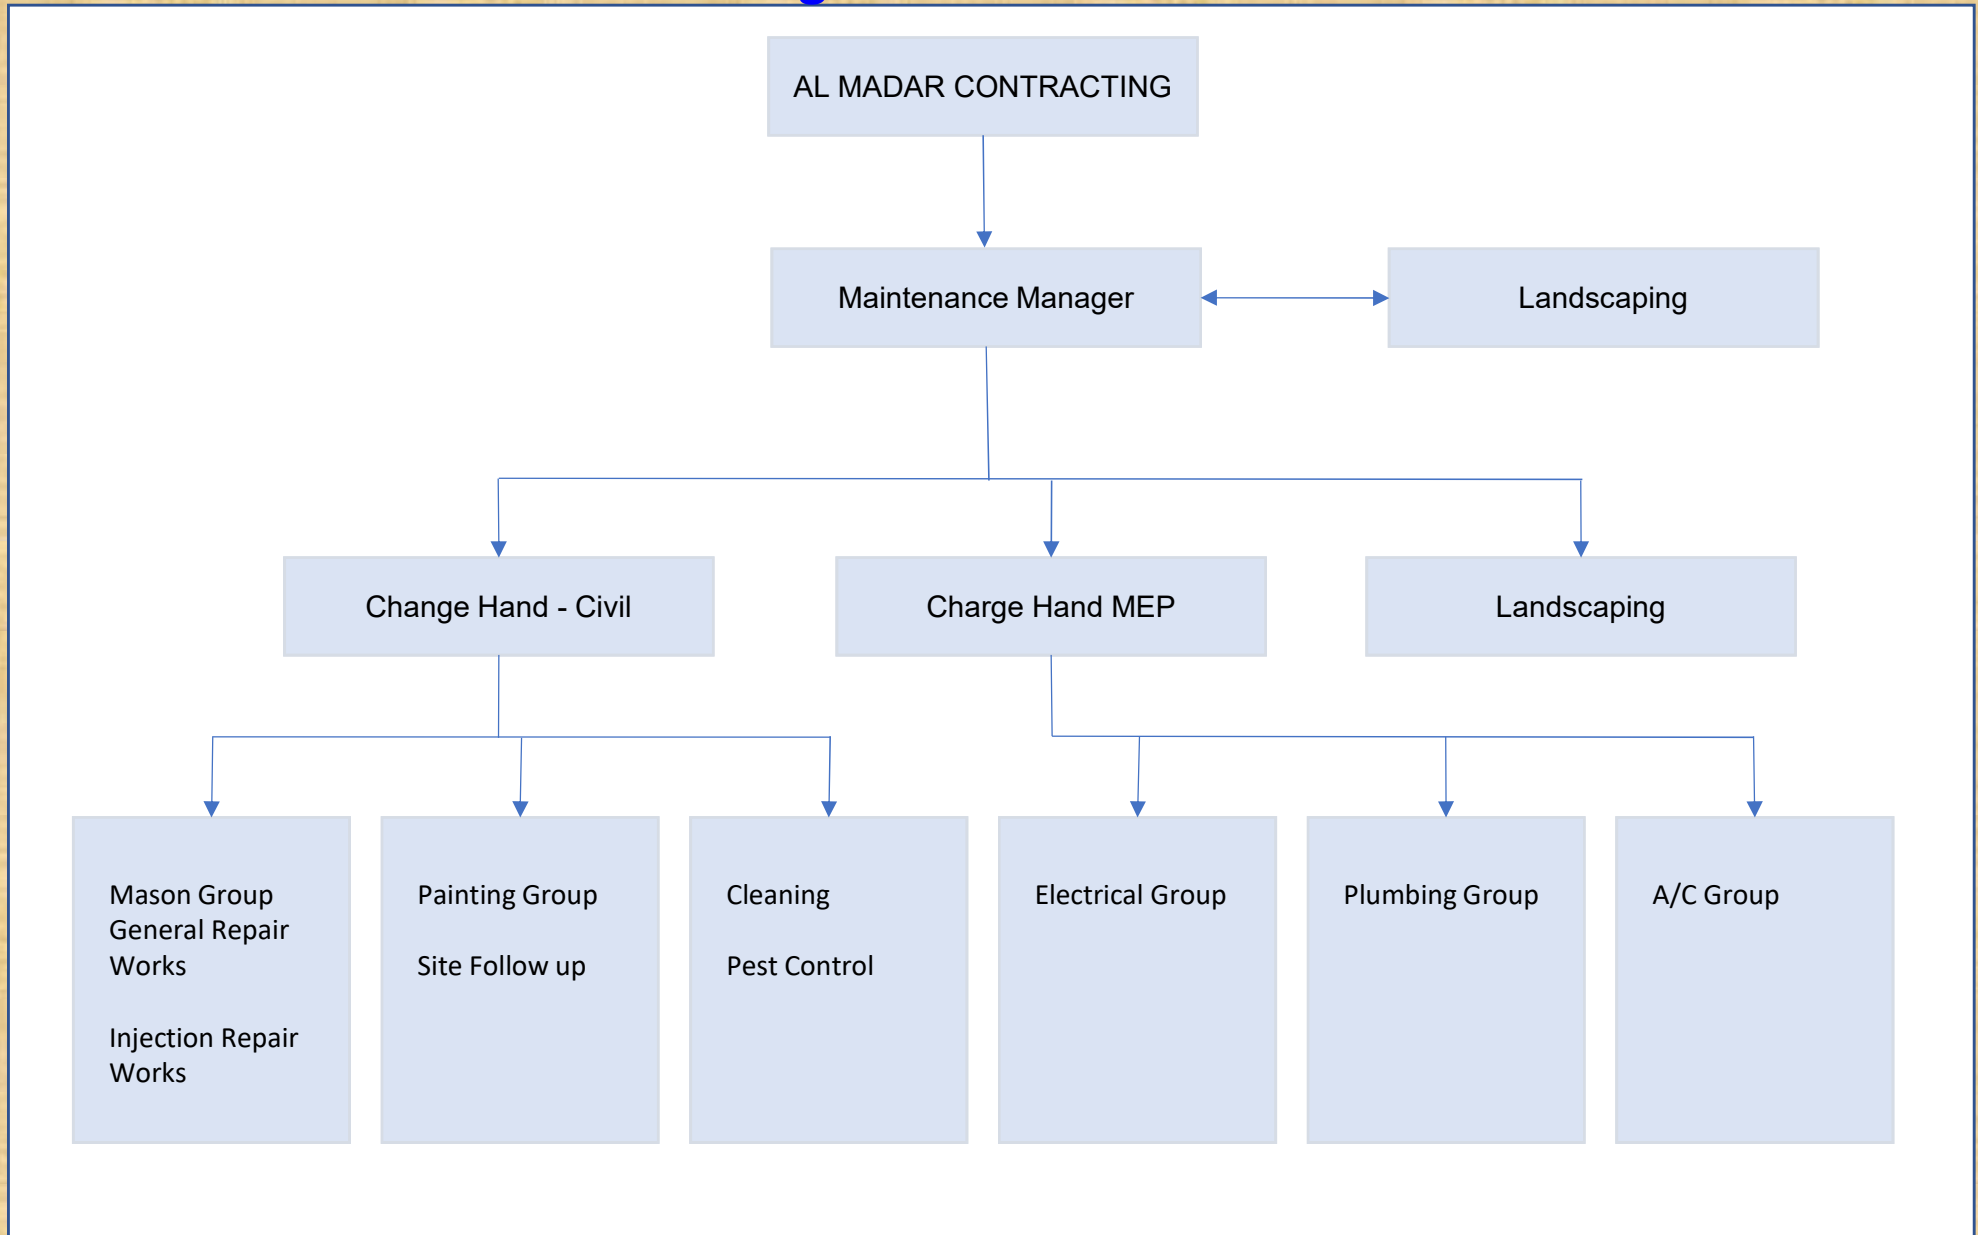 AL MADAR CONTRACTING
Maintenance Manager
Landscaping
Change Hand - Civil
Charge Hand MEP
Landscaping
Mason Group
General Repair
Works
Injection Repair
Works
Painting Group
Site Follow up
Cleaning
Pest Control
Electrical Group
Plumbing Group
A/C Group